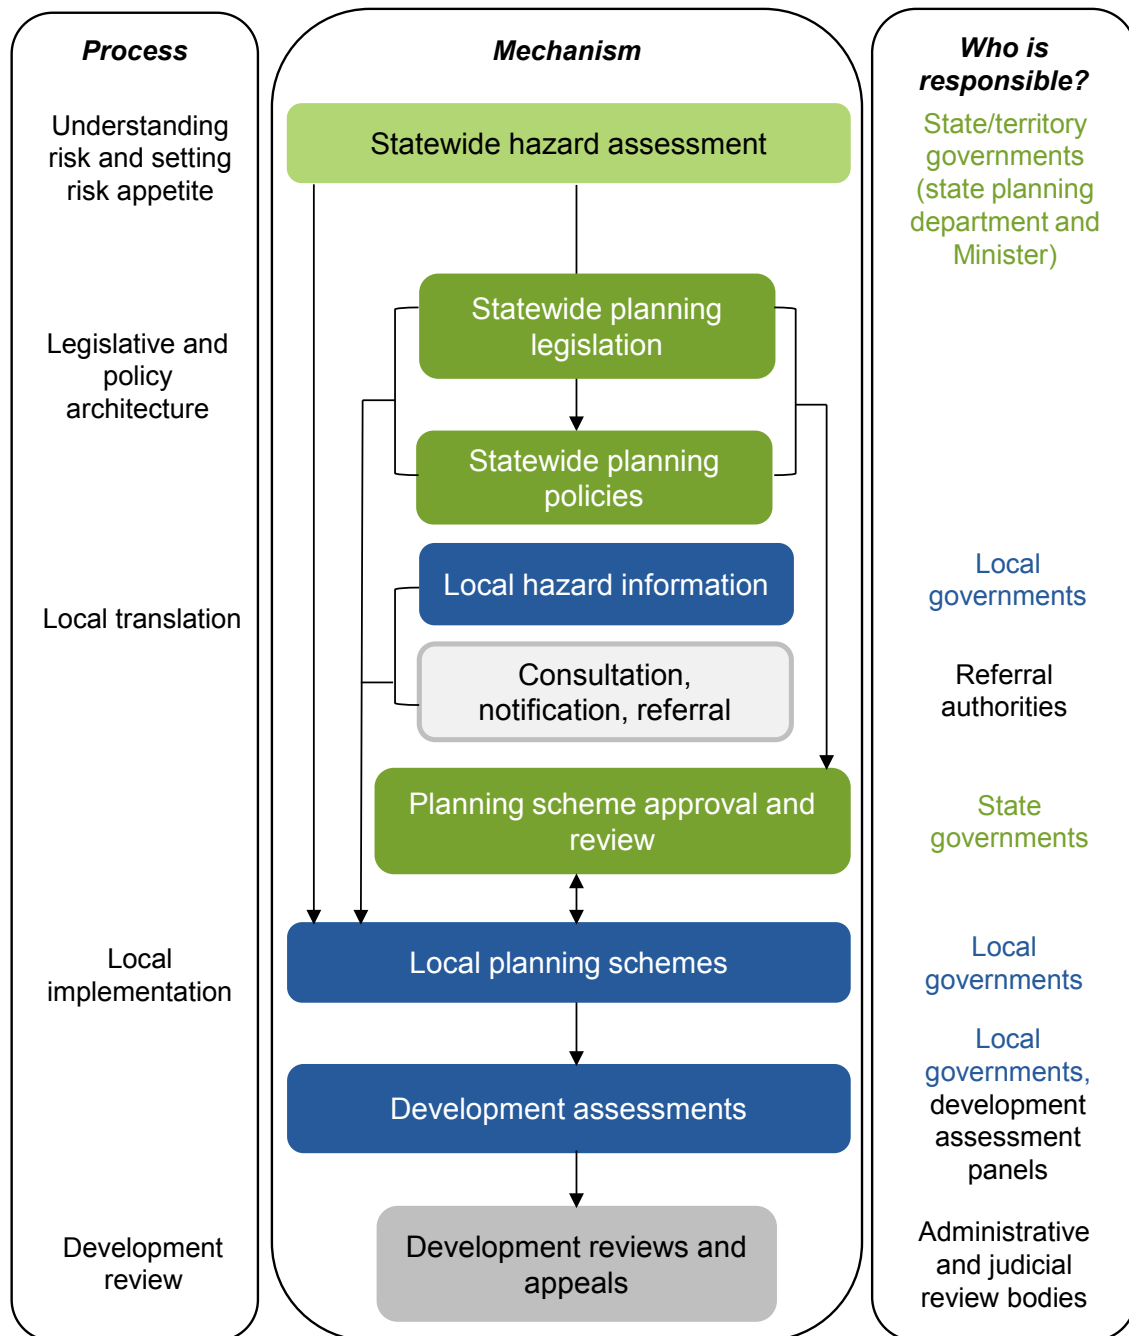 Process
Mechanism
Who is
responsible?
Understanding
risk and setting
risk appetite
Statewide hazard assessment
State/territory
governments
(state planning
department and
Minister)
Legislative and
policy
architecture
Statewide planning
legislation
Statewide planning
policies
Local translation
Local hazard information
Local
governments
Consultation,
notification, referral
Referral
authorities
Planning scheme approval and
review
State
governments
Local
implementation
Local planning schemes
Local
governments
Development assessments
Local
governments,
development
assessment
panels
Development
review
Development reviews and
appeals
Administrative
and judicial
review bodies